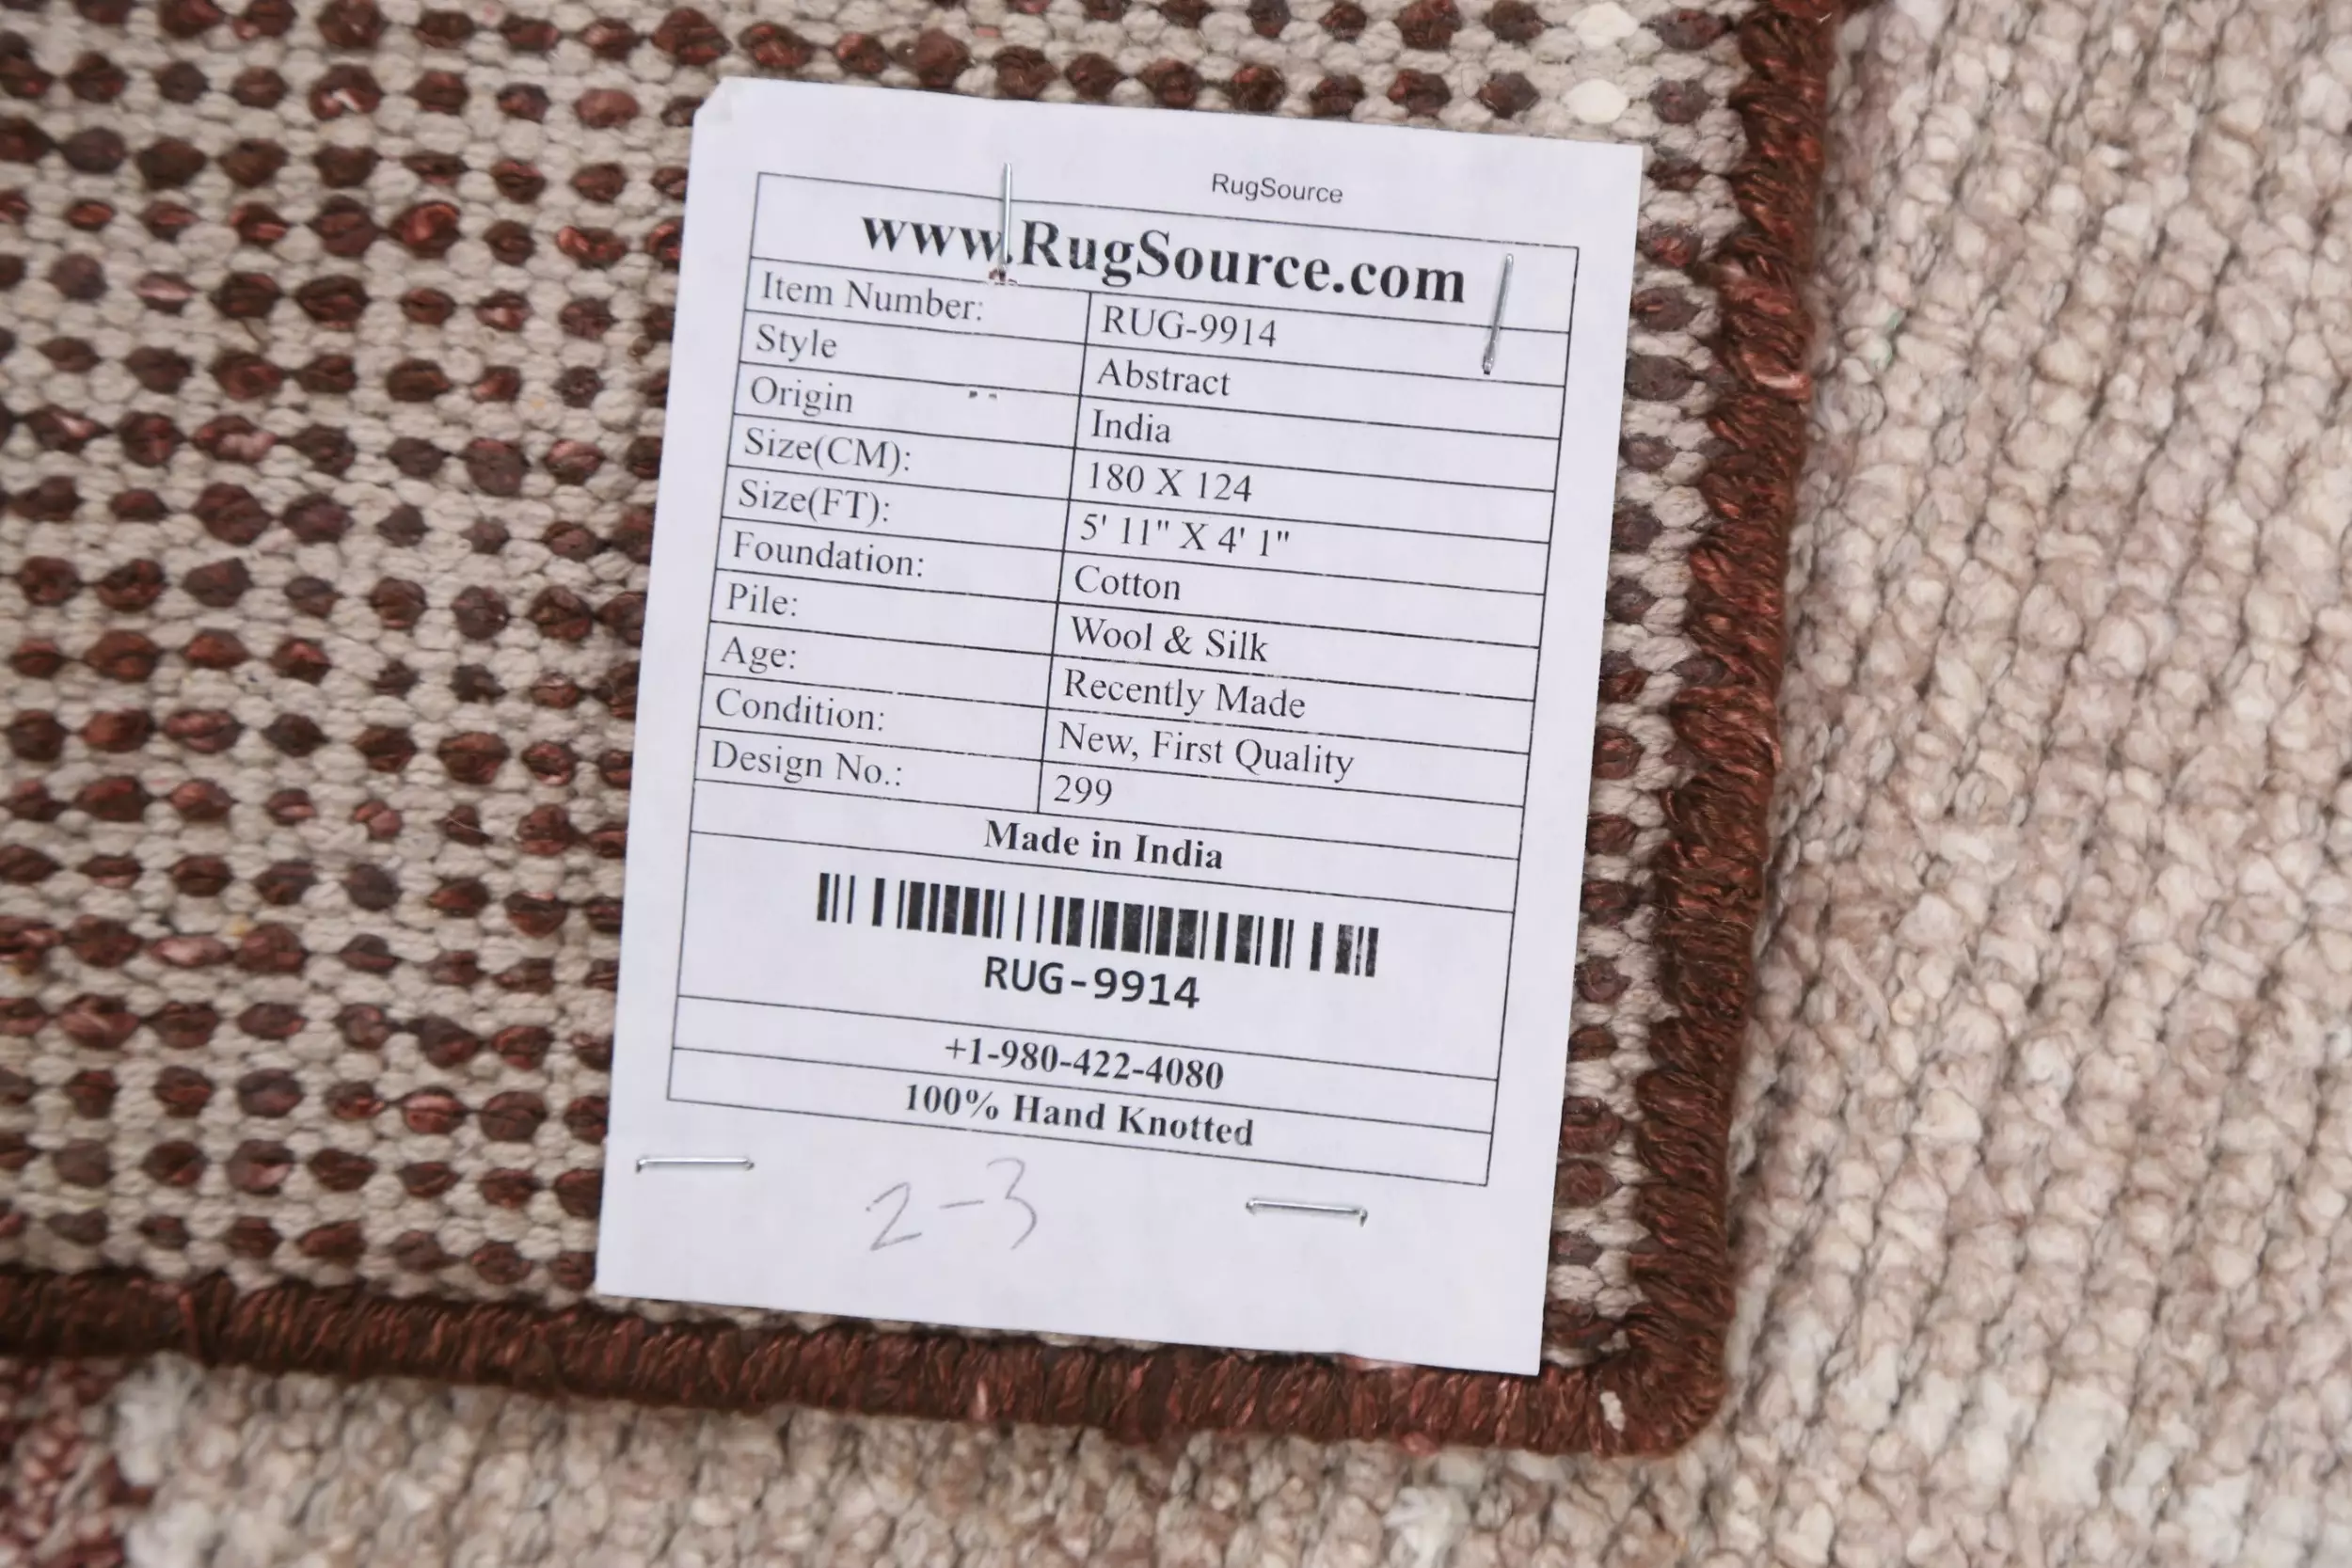 RugSource
www.RugSource.com
Item Number: RUG-9914
Style Abstract
Origin India
Size(CM): 180 X 124
Size(FT): 5' 11" X 4' 1"
Foundation: Cotton
Pile: Wool & Silk
Age: Recently Made
Condition: New, First Quality
Design No.: 299
Made in India
RUG-9914
+1-980-422-4080
100% Hand Knotted
2-3